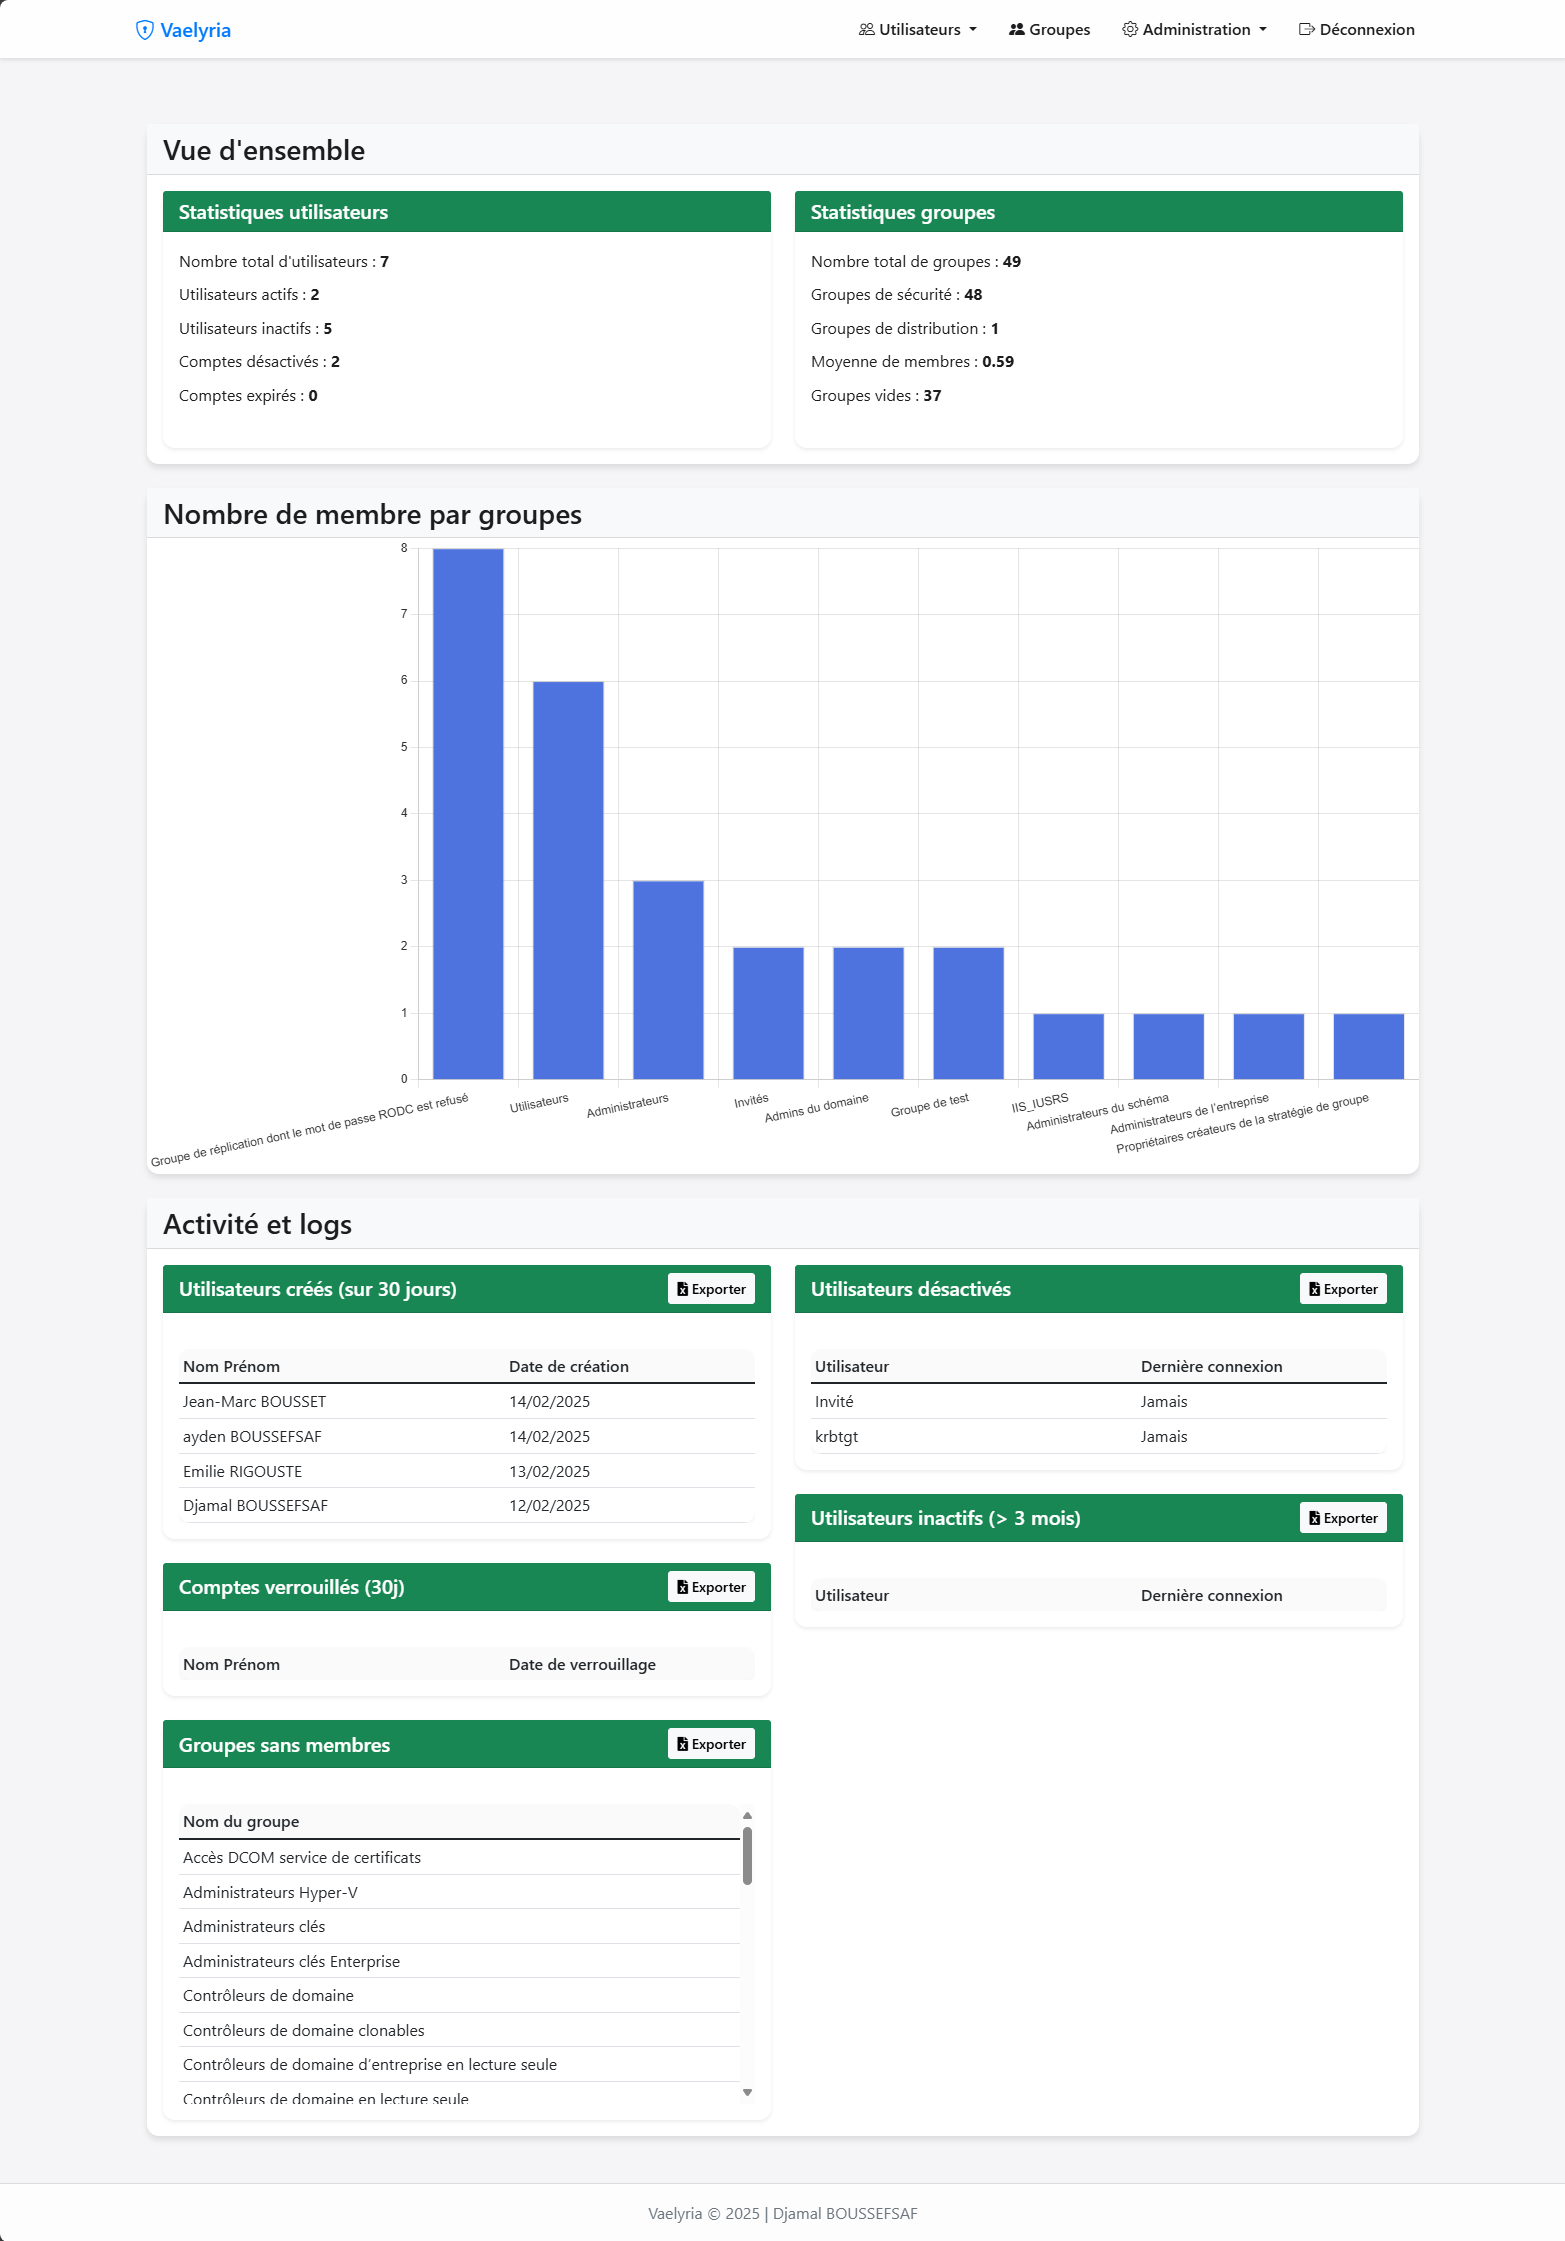 Vaelyria
Utilisateurs
Groupes
Administration
Déconnexion
Vue d'ensemble
Statistiques utilisateurs
Nombre total d'utilisateurs : 7
Utilisateurs actifs : 2
Utilisateurs inactifs : 5
Comptes désactivés : 2
Comptes expirés : 0
Statistiques groupes
Nombre total de groupes : 49
Groupes de sécurité : 48
Groupes de distribution : 1
Moyenne de membres : 0.59
Groupes vides : 37
Nombre de membre par groupes
8
7
6
5
4
3
2
1
0
Groupe de réplication dont le mot de passe RODC est refusé
Utilisateurs
Administrateurs
Invités
Admins du domaine
Groupe de test
IIS_IUSRS
Administrateurs du schéma
Administrateurs de l'entreprise
Propriétaires créateurs de la stratégie de groupe
Activité et logs
Utilisateurs créés (sur 30 jours)
Exporter
Nom Prénom Date de création
Jean-Marc BOUSSET 14/02/2025
ayden BOUSSEFSAF 14/02/2025
Emilie RIGOUSTE 13/02/2025
Djamal BOUSSEFSAF 12/02/2025
Comptes verrouillés (30j)
Exporter
Nom Prénom Date de verrouillage
Groupes sans membres
Exporter
Nom du groupe
Accès DCOM service de certificats
Administrateurs Hyper-V
Administrateurs clés
Administrateurs clés Enterprise
Contrôleurs de domaine
Contrôleurs de domaine clonables
Contrôleurs de domaine d'entreprise en lecture seule
Contrôleurs de domaine en lecture seule
Utilisateurs désactivés
Exporter
Utilisateur Dernière connexion
Invité Jamais
krbtgt Jamais
Utilisateurs inactifs (> 3 mois)
Exporter
Utilisateur Dernière connexion
Vaelyria © 2025 | Djamal BOUSSEFSAF